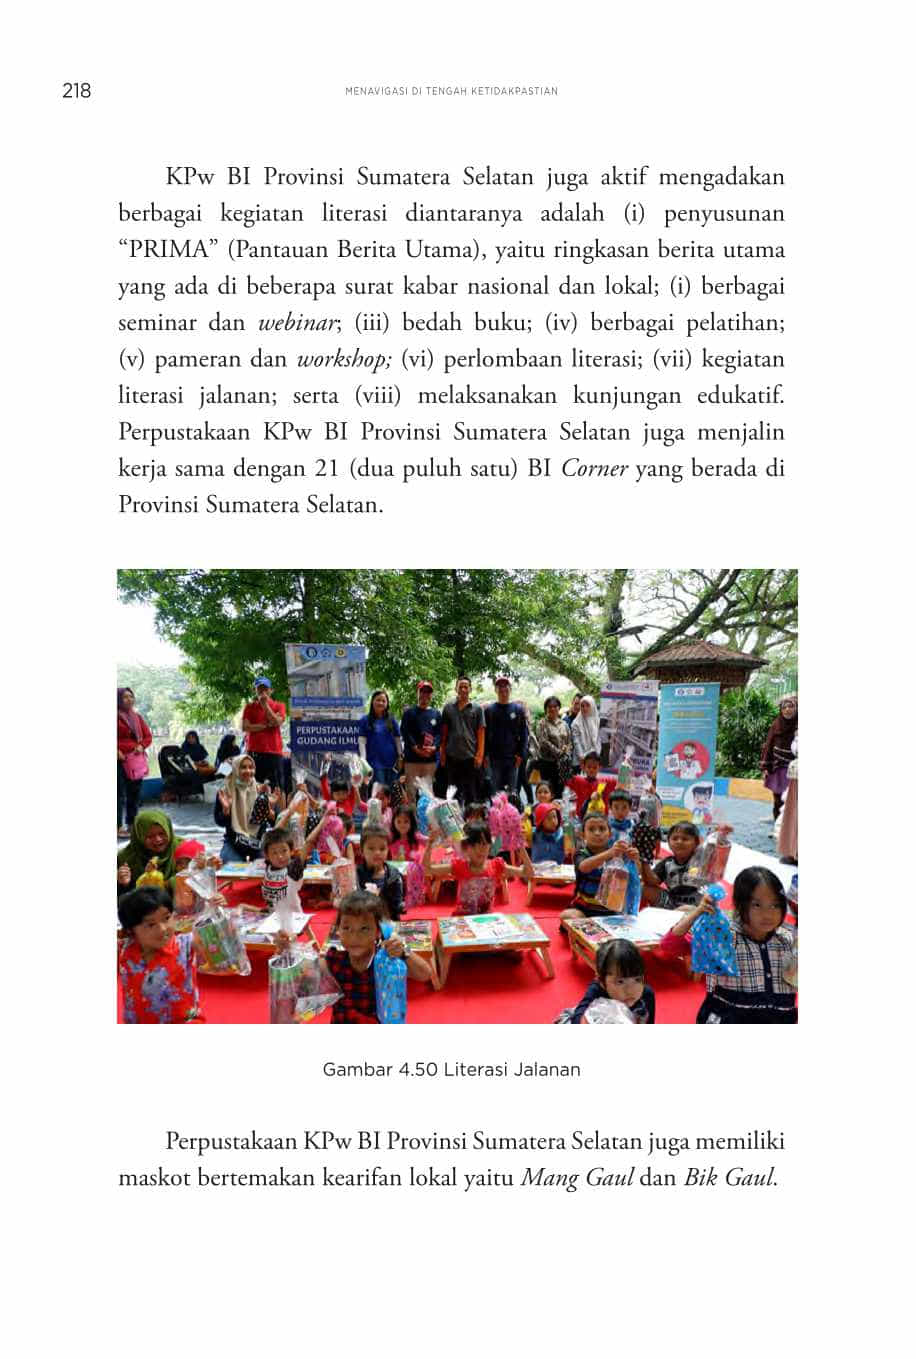 218
MENAVIGASI DI TENGAH KETIDAKPASTIAN
KPw BI Provinsi Sumatera Selatan juga aktif mengadakan
berbagai kegiatan literasi diantaranya adalah (i) penyusunan
“PRIMA” (Pantauan Berita Utama), yaitu ringkasan berita utama
yang ada di beberapa surat kabar nasional dan lokal; (i) berbagai
seminar dan webinar; (iii) bedah buku; (iv) berbagai pelatihan;
(v) pameran dan workshop; (vi) perlombaan literasi; (vii) kegiatan
literasi jalanan; serta (viii) melaksanakan kunjungan edukatif.
Perpustakaan KPw BI Provinsi Sumatera Selatan juga menjalin
kerja sama dengan 21 (dua puluh satu) BI Corner yang berada di
Provinsi Sumatera Selatan.
PERPUSTAKAAN
GUDANG ILMU
Gambar 4.50 Literasi Jalanan
Perpustakaan KPw BI Provinsi Sumatera Selatan juga memiliki
maskot bertemakan kearifan lokal yaitu Mang Gaul dan Bik Gaul.